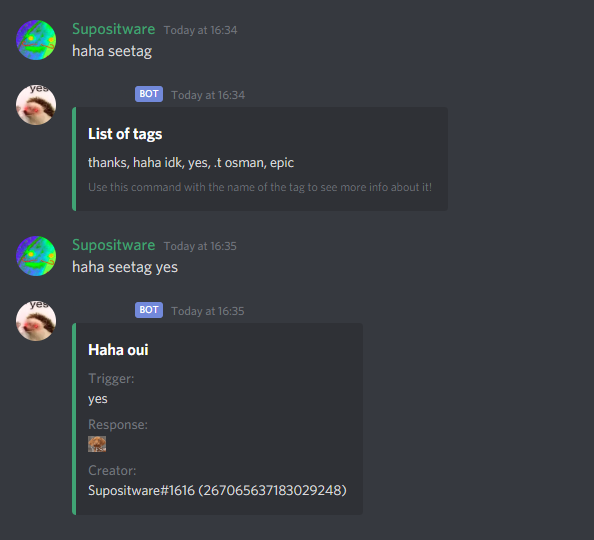 Supositware Today at 16:34
haha seetag
yes
BOT Today at 16:34
List of tags
thanks, haha idk, yes, .t osman, epic
Use this command with the name of the tag to see more info about it!
Supositware Today at 16:35
haha seetag yes
yes
BOT Today at 16:35
Haha oui
Trigger:
yes
Response:
Creator:
Supositware#1616 (267065637183029248)